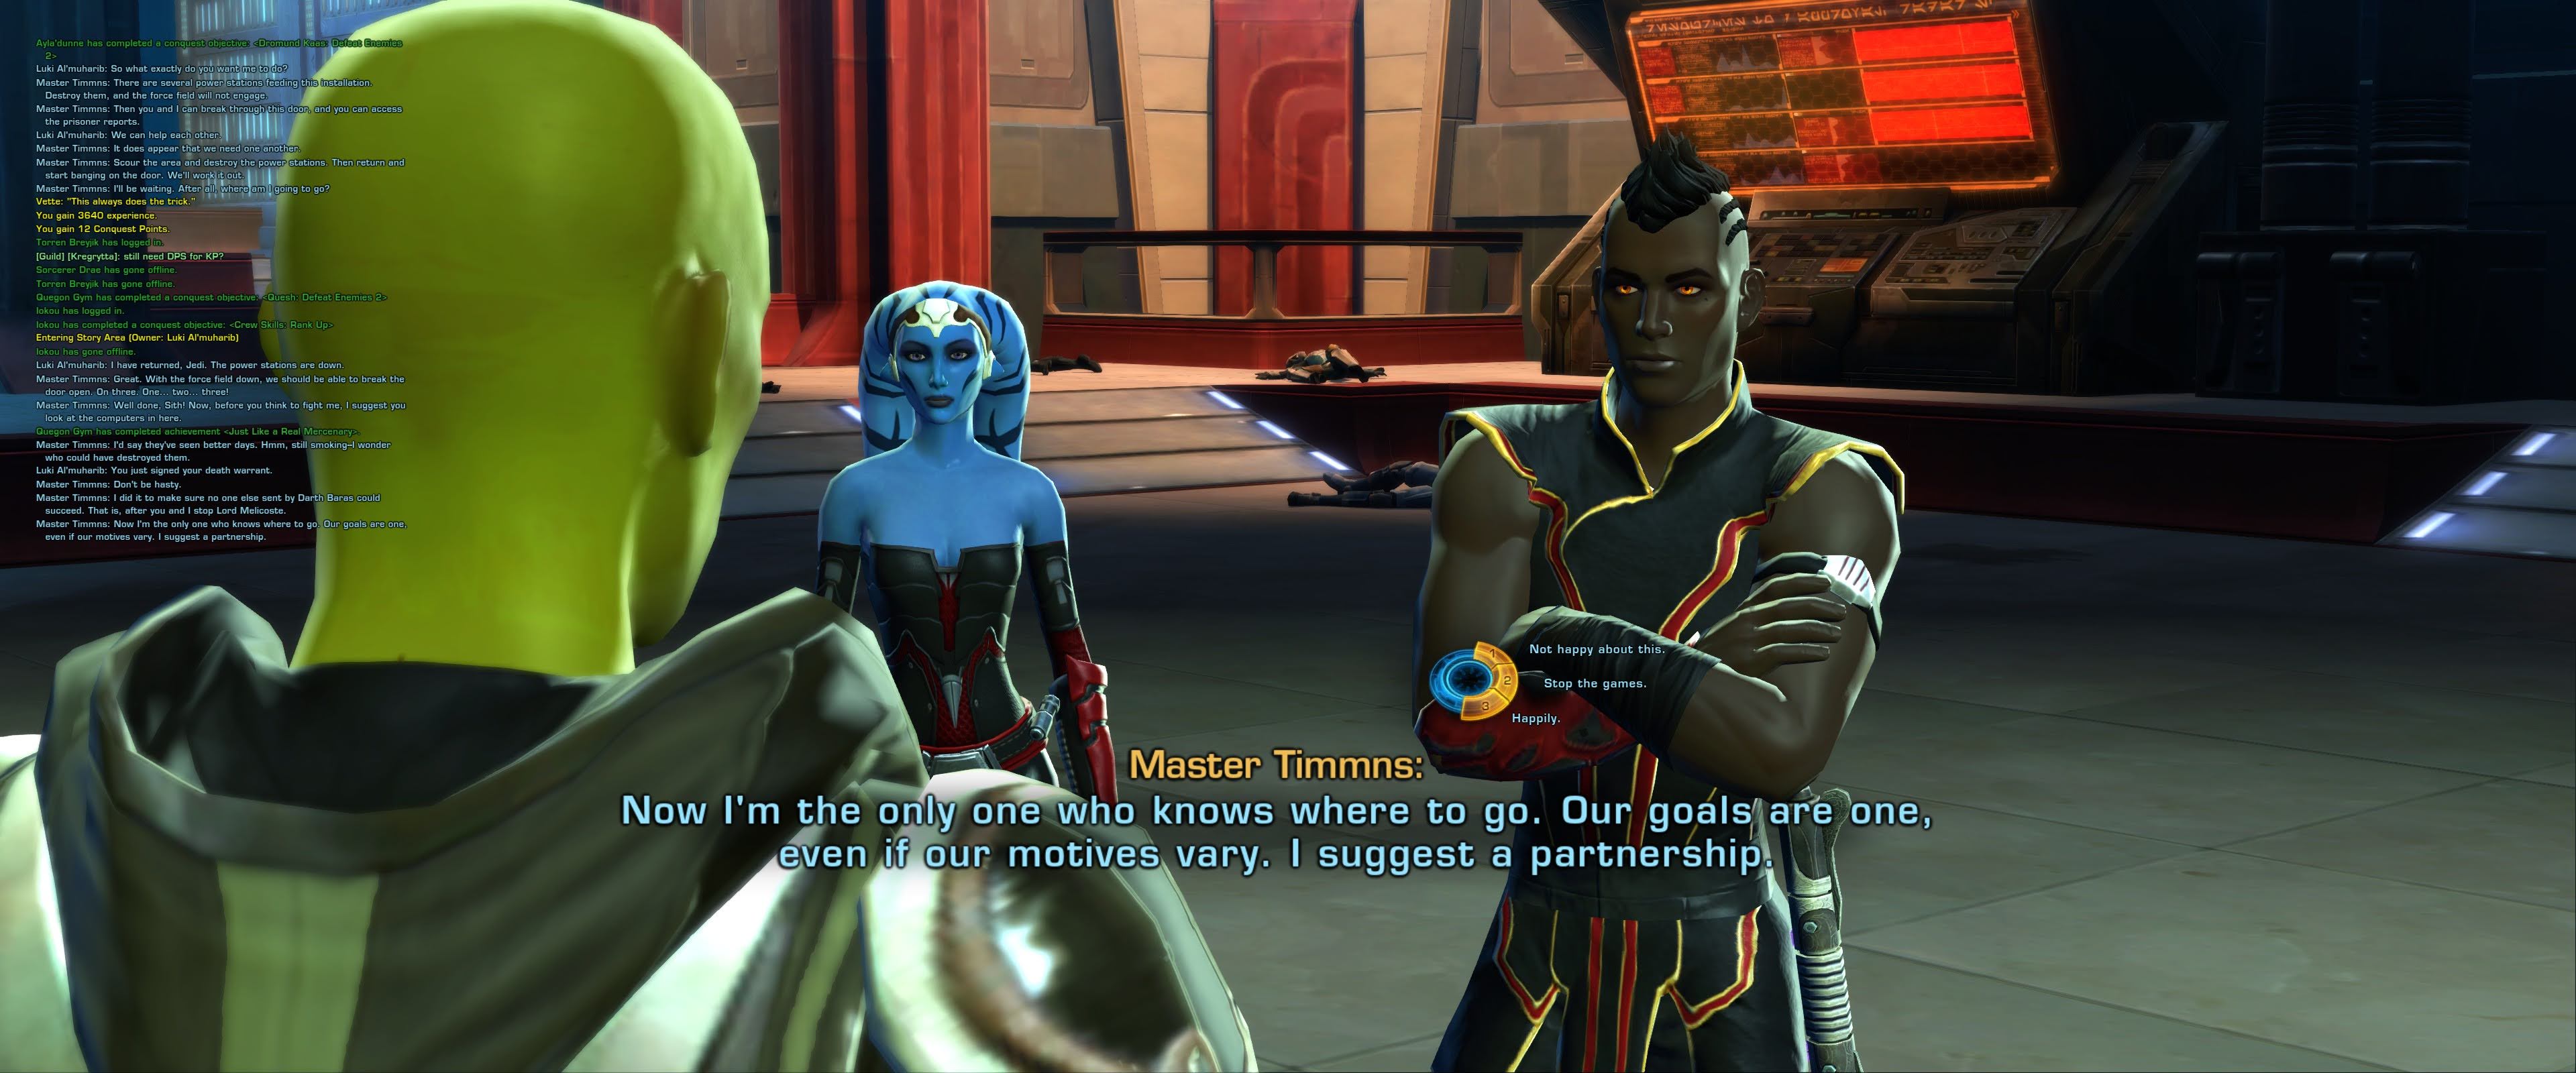 Ayla'dunne has completed a conquest objective: <Dromund Kaas: Defeat Enemies
2>
Luki Al'muharib: So what exactly do you want me to do?
Master Timmns: There are several power stations feeding this installation.
Destroy them, and the force field will not engage.
Master Timmns: Then you and I can break through this door, and you can access
the prisoner reports.
Luki Al'muharib: We can help each other.
Master Timmns: It does appear that we need one another.
Master Timmns: Scour the area and destroy the power stations. Then return and
start banging on the door. We'll work it out.
Master Timmns: I'll be waiting. After all, where am I going to go?
Vette: "This always does the trick."
You gain 3640 experience.
You gain 12 Conquest Points.
Torren Breyjik has logged in.
[Guild] [Kregrytta]: still need DPS for KP?
Sorcerer Drae has gone offline.
Torren Breyjik has gone offline.
Quegon Gym has completed a conquest objective: <Quesh: Defeat Enemies 2>
Iokou has logged in.
Iokou has completed a conquest objective: <Crew Skills: Rank Up>
Entering Story Area (Owner: Luki Al'muharib)
Iokou has gone offline.
Luki Al'muharib: I have returned, Jedi. The power stations are down.
Master Timmns: Great. With the force field down, we should be able to break the
door open. On three. One... two... three!
Master Timmns: Well done, Sith! Now, before you think to fight me, I suggest you
look at the computers in here.
Quegon Gym has completed achievement <Just Like a Real Mercenary>.
Master Timmns: I'd say they've seen better days. Hmm, still smoking–I wonder
who could have destroyed them.
Luki Al'muharib: You just signed your death warrant.
Master Timmns: Don't be hasty.
Master Timmns: I did it to make sure no one else sent by Darth Baras could
succeed. That is, after you and I stop Lord Melicoste.
Master Timmns: Now I'm the only one who knows where to go. Our goals are one,
even if our motives vary. I suggest a partnership.
1 Not happy about this.
2 Stop the games.
3 Happily.
Master Timmns:
Now I'm the only one who knows where to go. Our goals are one,
even if our motives vary. I suggest a partnership.